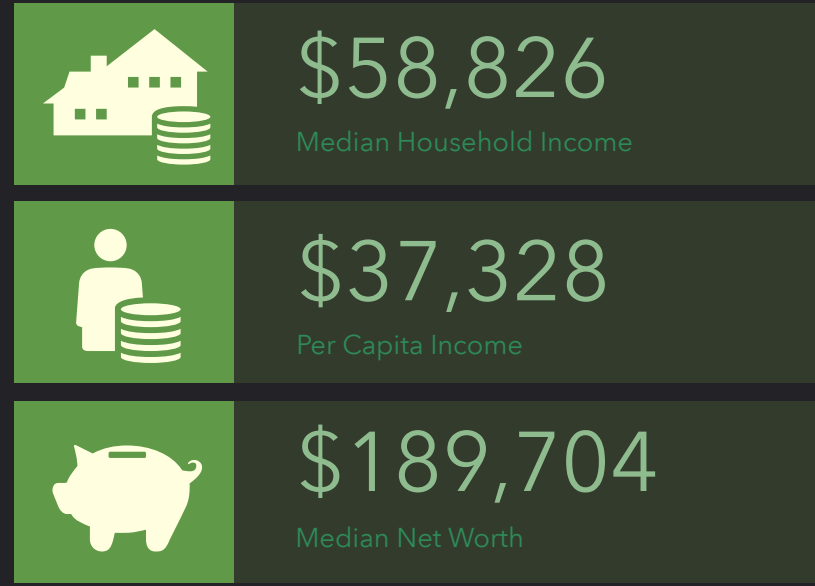 $58,826
Median Household Income
$37,328
Per Capita Income
$189,704
Median Net Worth